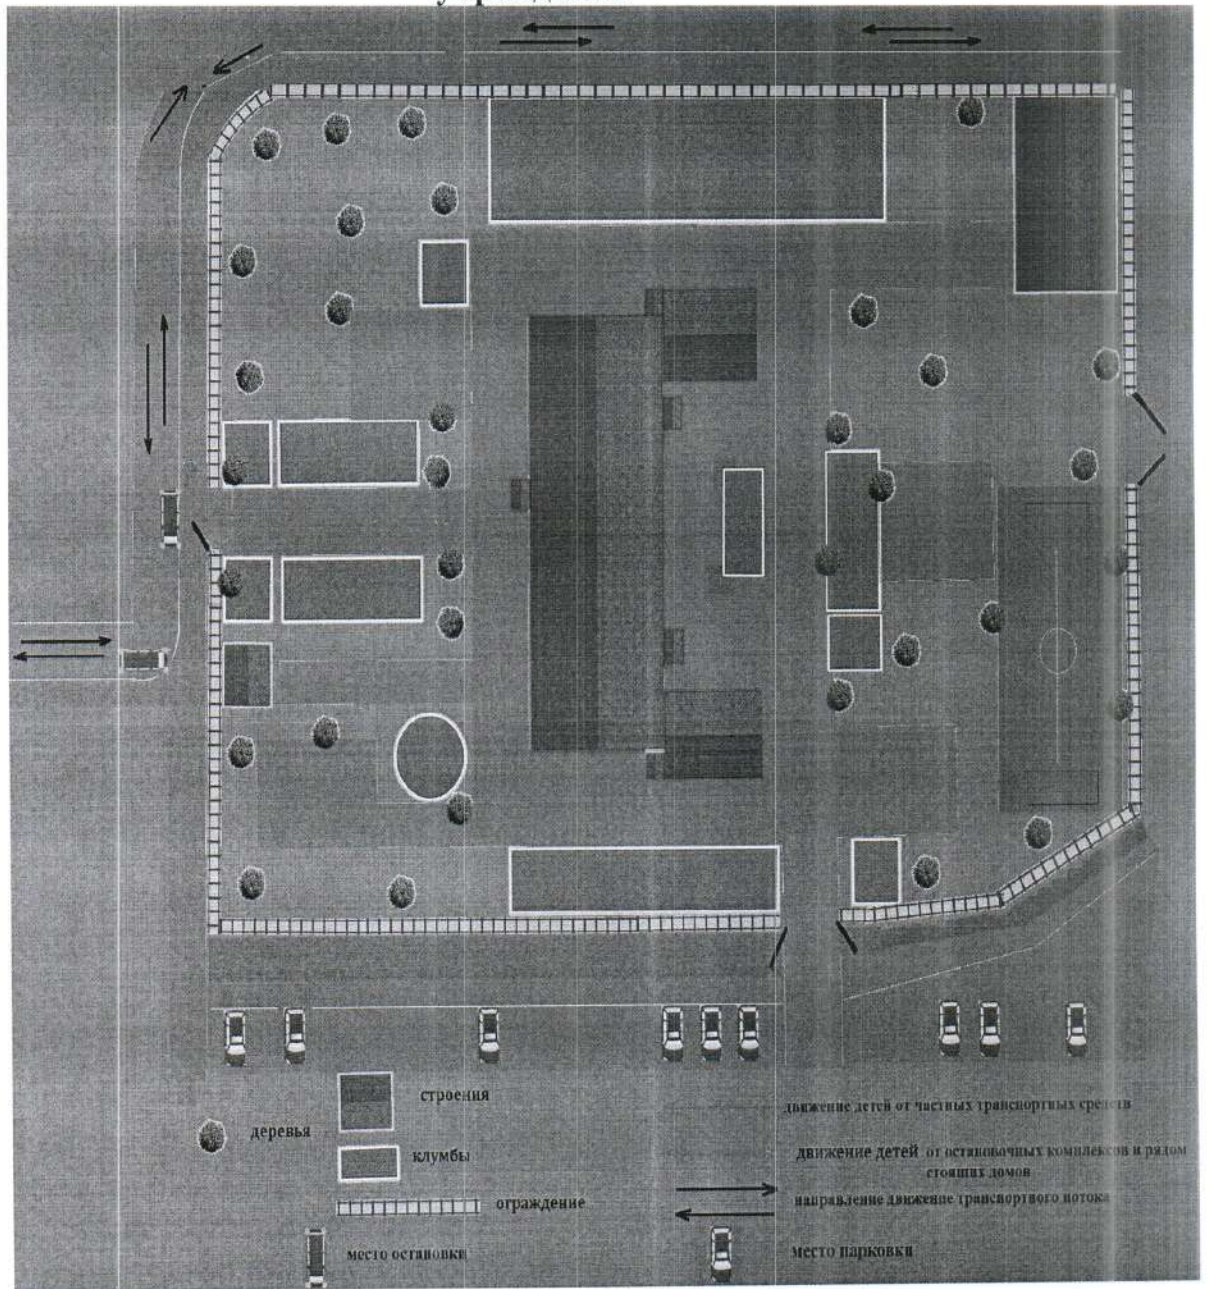 строения
деревья
клумбы
ограждение
место остановки
движение детей от частных транспортных средств
движение детей от остановочных комплексов и рядом
стоящих домов
направление движение транспортного потока
место парковки